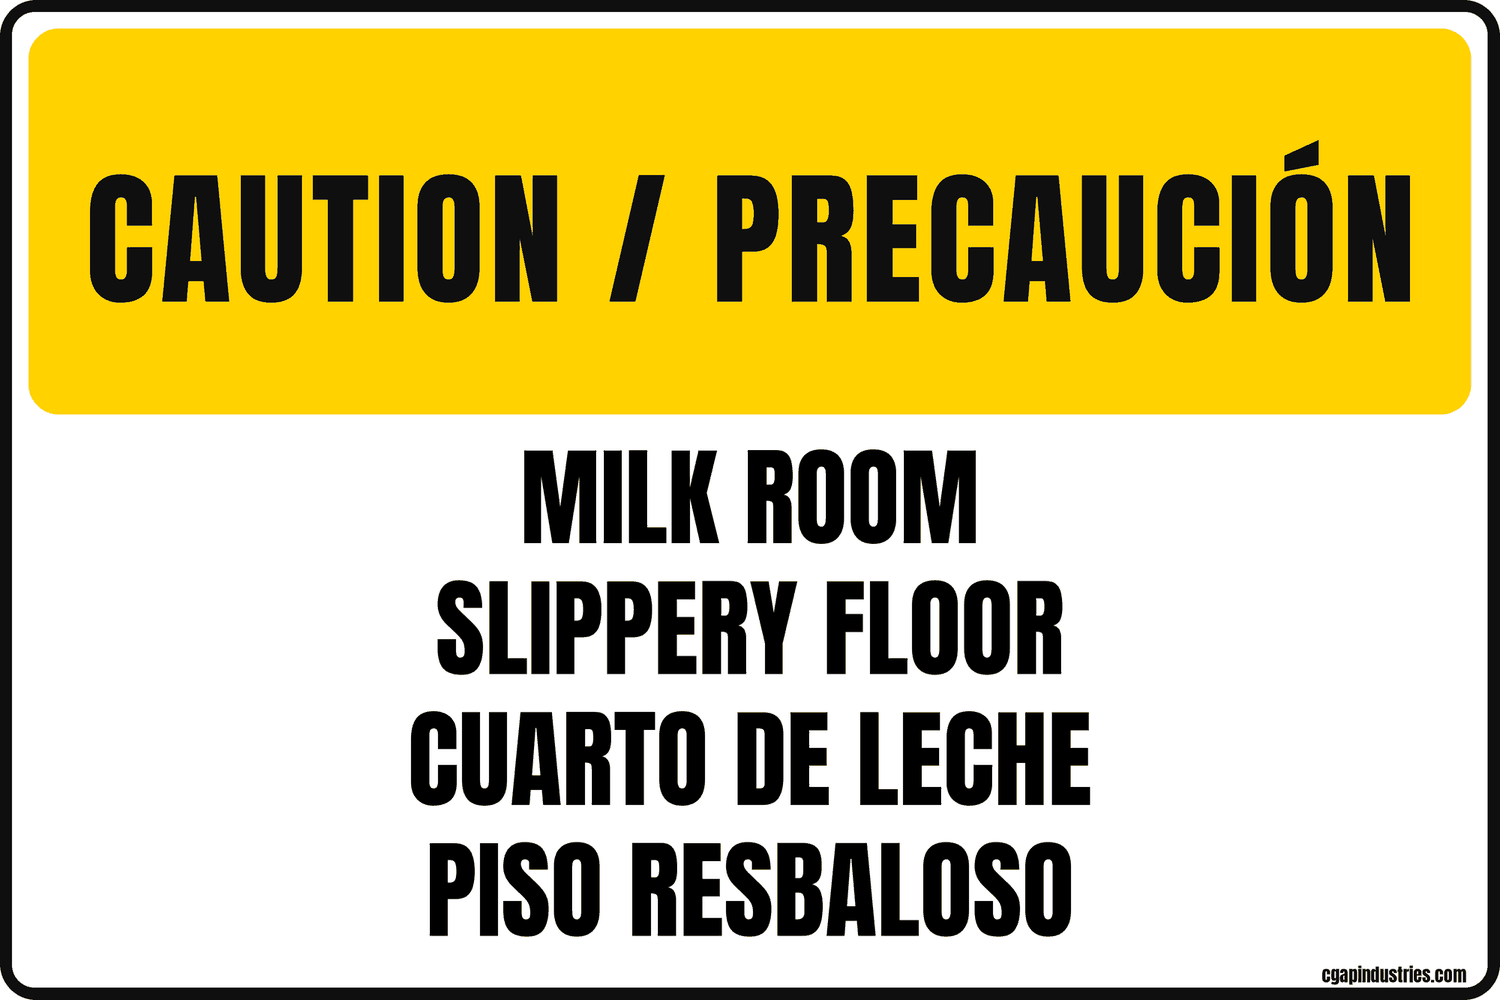 CAUTION / PRECAUCIÓN
MILK ROOM
SLIPPERY FLOOR
CUARTO DE LECHE
PISO RESBALOSO
cgapindustries.com